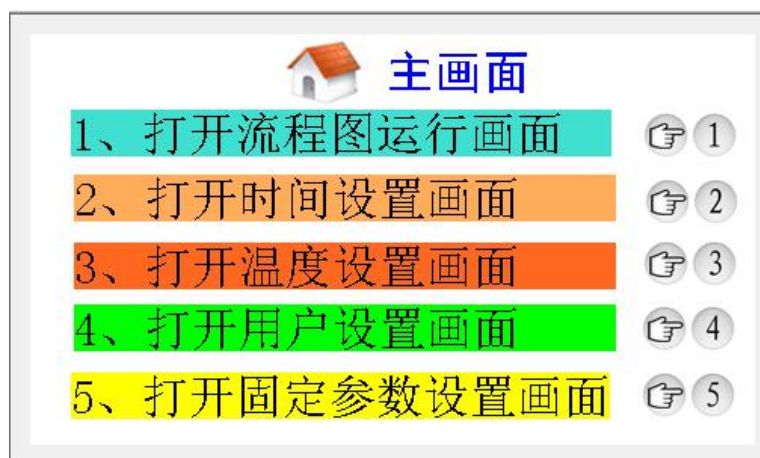 主画面
1、打开流程图运行画面 1
2、打开时间设置画面 2
3、打开温度设置画面 3
4、打开用户设置画面 4
5、打开固定参数设置画面 5